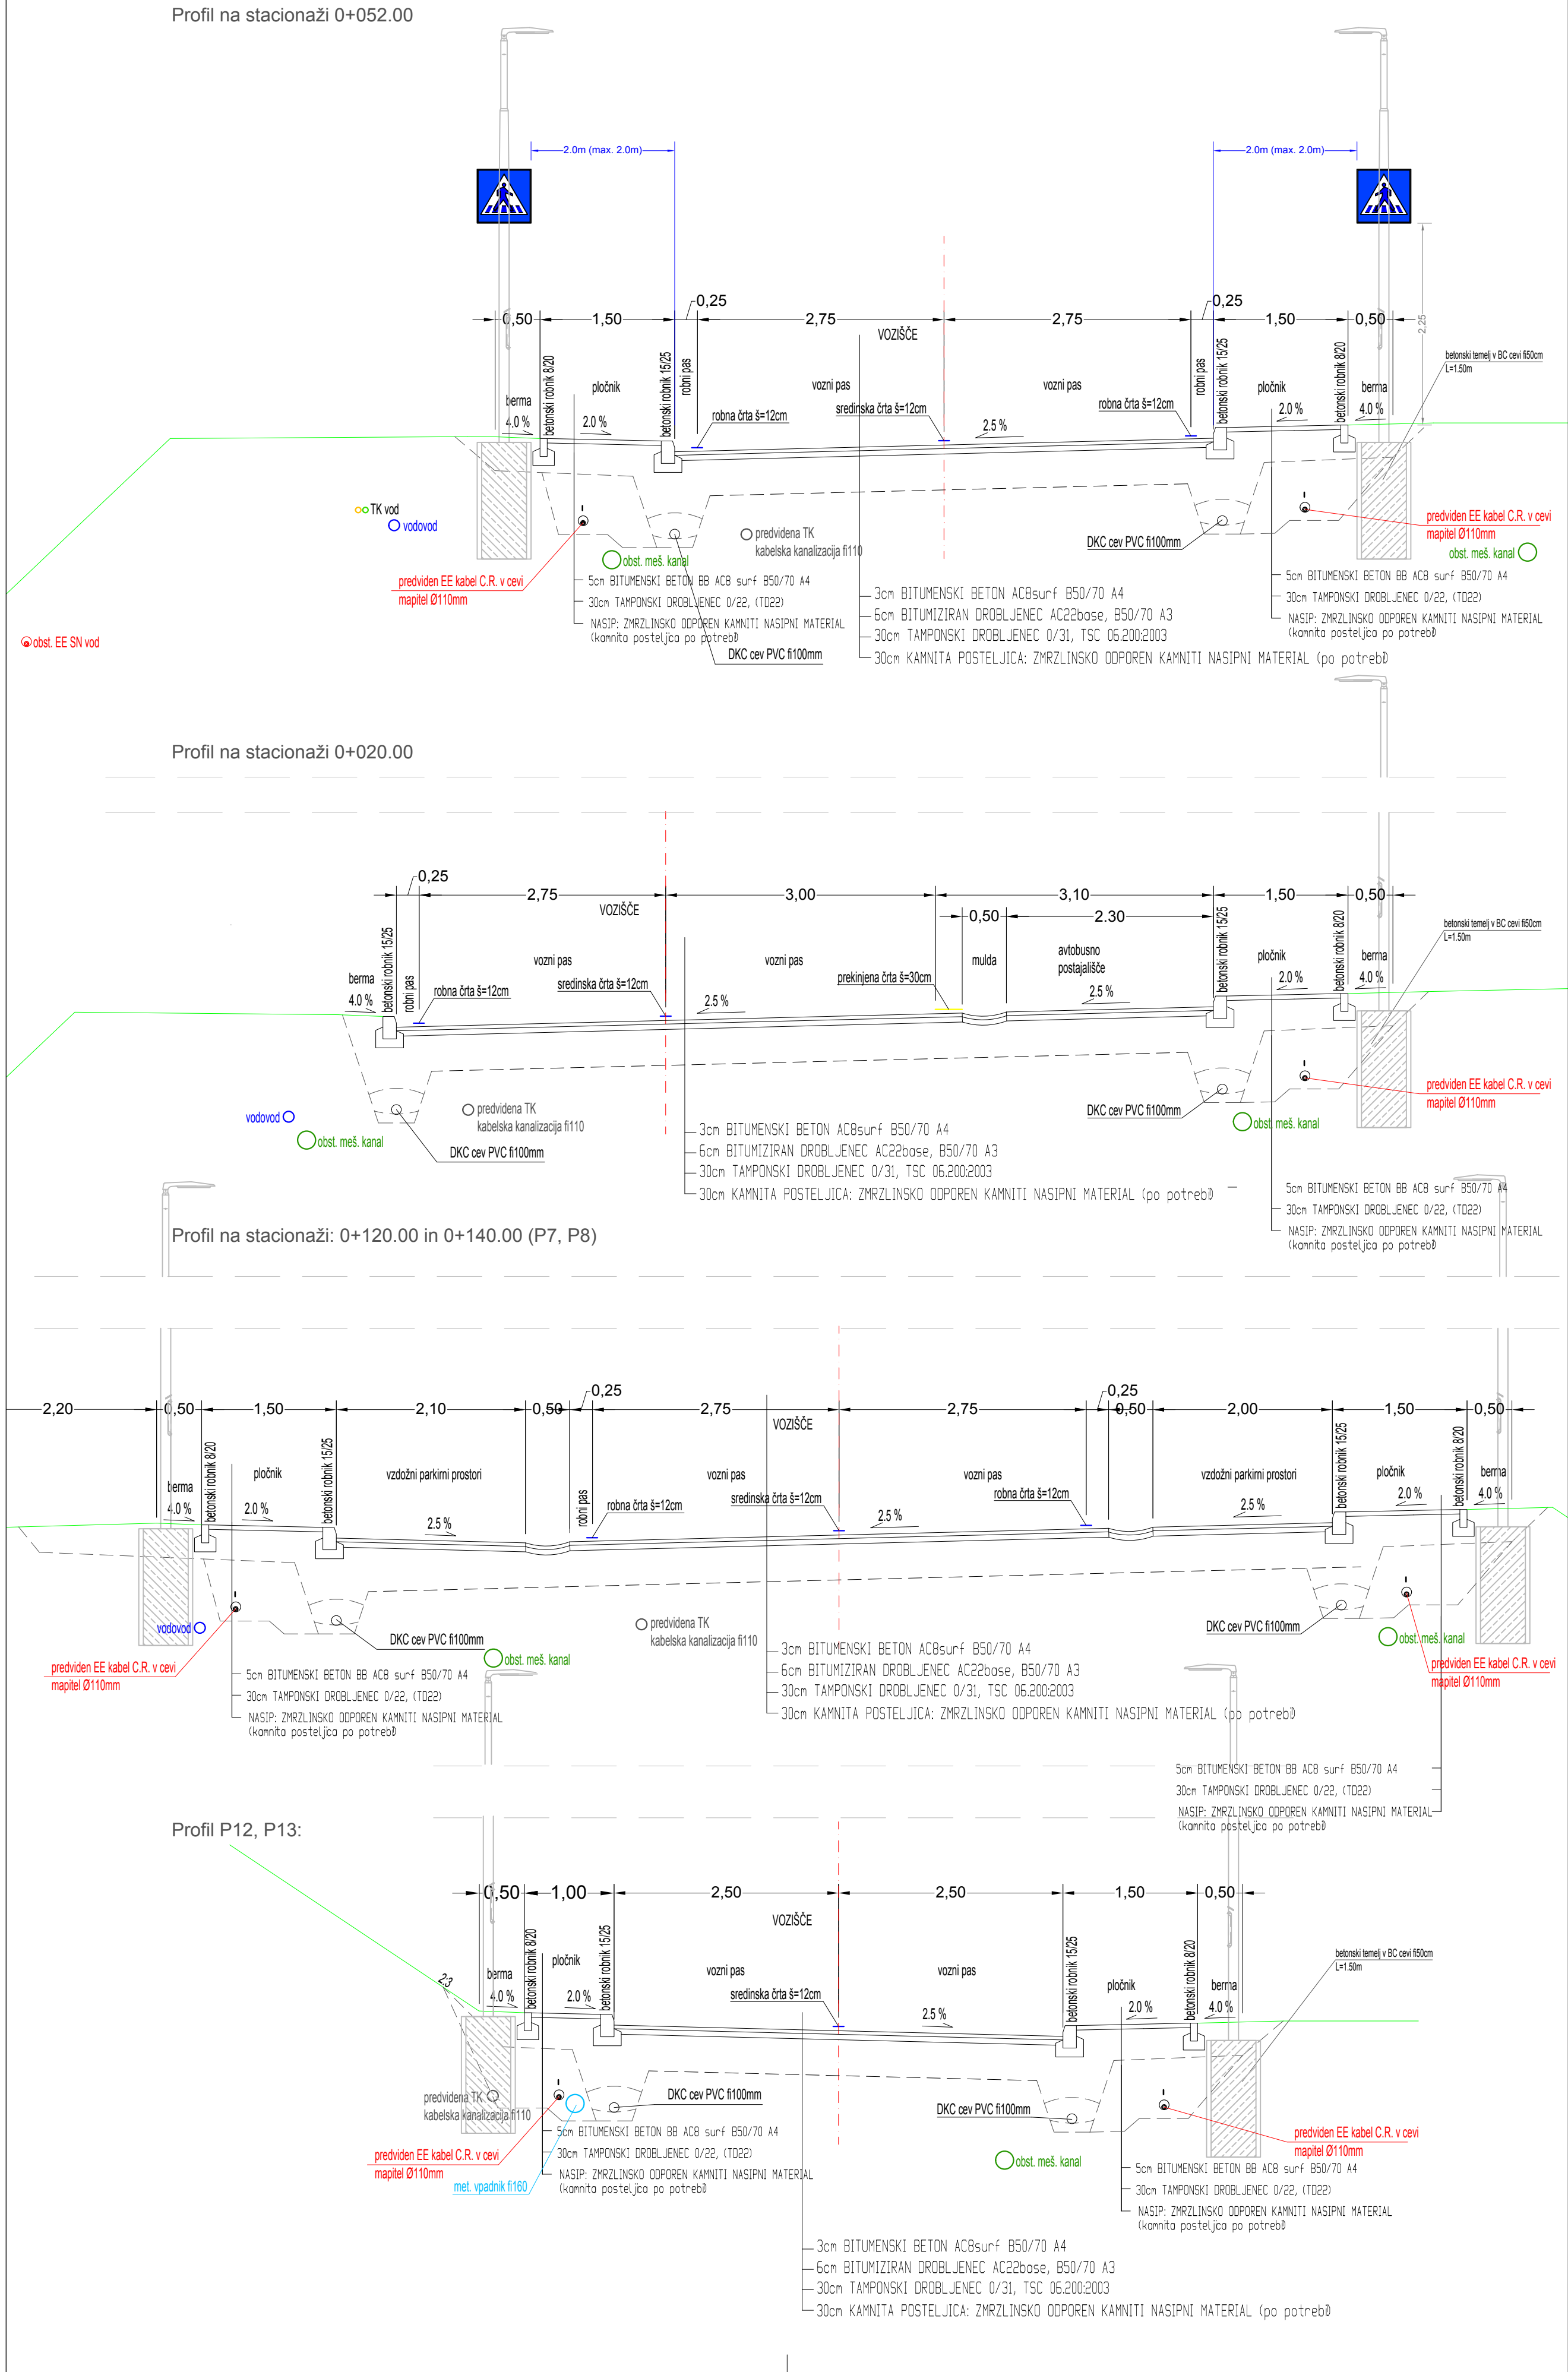 Profil na stacionaži 0+052.00
2.0m (max. 2.0m)
2.0m (max. 2.0m)
0,25
0,25
0,50
1,50
2,75
2,75
1,50
0,50
2,25
VOZIŠČE
betonski robnik 8/20
betonski robnik 15/25
robni pas
robni pas
betonski robnik 15/25
betonski robnik 8/20
betonski temelj v BC cevi fi50cm
L=1.50m
berma
pločnik
vozni pas
vozni pas
pločnik
berma
4.0 %
2.0 %
robna črta š=12cm
sredinska črta š=12cm
2.5 %
robna črta š=12cm
2.0 %
4.0 %
TK vod
vodovod
predvidena TK
kabelska kanalizacija fi110
DKC cev PVC fi100mm
predviden EE kabel C.R. v cevi
mapitel Ø110mm
obst. meš. kanal
obst. meš. kanal
predviden EE kabel C.R. v cevi
mapitel Ø110mm
5cm BITUMENSKI BETON BB AC8 surf B50/70 A4
30cm TAMPONSKI DROBLJENEC 0/22, (TD22)
NASIP: ZMRZLINSKO ODPOREN KAMNITI NASIPNI MATERIAL
(kamnita posteljica po potrebi)
3cm BITUMENSKI BETON AC8surf B50/70 A4
6cm BITUMIZIRAN DROBLJENEC AC22base, B50/70 A3
30cm TAMPONSKI DROBLJENEC 0/31, TSC 06.200:2003
30cm KAMNITA POSTELJICA: ZMRZLINSKO ODPOREN KAMNITI NASIPNI MATERIAL (po potrebi)
5cm BITUMENSKI BETON BB AC8 surf B50/70 A4
30cm TAMPONSKI DROBLJENEC 0/22, (TD22)
NASIP: ZMRZLINSKO ODPOREN KAMNITI NASIPNI MATERIAL
(kamnita posteljica po potrebi)
obst. EE SN vod
DKC cev PVC fi100mm
Profil na stacionaži 0+020.00
0,25
2,75
3,00
3,10
1,50
0,50
0,50
2.30
VOZIŠČE
betonski robnik 15/25
robni pas
betonski robnik 15/25
betonski robnik 8/20
betonski temelj v BC cevi fi50cm
L=1.50m
berma
vozni pas
vozni pas
mulda
avtobusno
postajališče
pločnik
berma
4.0 %
robna črta š=12cm
sredinska črta š=12cm
2.5 %
prekinjena črta š=30cm
2.5 %
2.0 %
4.0 %
vodovod
obst. meš. kanal
predvidena TK
kabelska kanalizacija fi110
DKC cev PVC fi100mm
DKC cev PVC fi100mm
obst. meš. kanal
predviden EE kabel C.R. v cevi
mapitel Ø110mm
3cm BITUMENSKI BETON AC8surf B50/70 A4
6cm BITUMIZIRAN DROBLJENEC AC22base, B50/70 A3
30cm TAMPONSKI DROBLJENEC 0/31, TSC 06.200:2003
30cm KAMNITA POSTELJICA: ZMRZLINSKO ODPOREN KAMNITI NASIPNI MATERIAL (po potrebi)
5cm BITUMENSKI BETON BB AC8 surf B50/70 A4
30cm TAMPONSKI DROBLJENEC 0/22, (TD22)
NASIP: ZMRZLINSKO ODPOREN KAMNITI NASIPNI MATERIAL
(kamnita posteljica po potrebi)
Profil na stacionaži: 0+120.00 in 0+140.00 (P7, P8)
0,25
0,25
2,20
0,50
1,50
2,10
0,50
2,75
2,75
0,50
2,00
1,50
0,50
VOZIŠČE
betonski robnik 8/20
betonski robnik 15/25
robni pas
betonski robnik 15/25
betonski robnik 8/20
berma
pločnik
vzdožni parkirni prostori
vozni pas
vozni pas
vzdožni parkirni prostori
pločnik
berma
4.0 %
2.0 %
2.5 %
robna črta š=12cm
sredinska črta š=12cm
2.5 %
robna črta š=12cm
2.5 %
2.0 %
4.0 %
vodovod
DKC cev PVC fi100mm
obst. meš. kanal
predvidena TK
kabelska kanalizacija fi110
DKC cev PVC fi100mm
obst. meš. kanal
predviden EE kabel C.R. v cevi
mapitel Ø110mm
predviden EE kabel C.R. v cevi
mapitel Ø110mm
5cm BITUMENSKI BETON BB AC8 surf B50/70 A4
30cm TAMPONSKI DROBLJENEC 0/22, (TD22)
NASIP: ZMRZLINSKO ODPOREN KAMNITI NASIPNI MATERIAL
(kamnita posteljica po potrebi)
3cm BITUMENSKI BETON AC8surf B50/70 A4
6cm BITUMIZIRAN DROBLJENEC AC22base, B50/70 A3
30cm TAMPONSKI DROBLJENEC 0/31, TSC 06.200:2003
30cm KAMNITA POSTELJICA: ZMRZLINSKO ODPOREN KAMNITI NASIPNI MATERIAL (po potrebi)
5cm BITUMENSKI BETON BB AC8 surf B50/70 A4
30cm TAMPONSKI DROBLJENEC 0/22, (TD22)
NASIP: ZMRZLINSKO ODPOREN KAMNITI NASIPNI MATERIAL
(kamnita posteljica po potrebi)
Profil P12, P13:
0,50
1,00
2,50
2,50
1,50
0,50
VOZIŠČE
2:3
betonski robnik 8/20
betonski robnik 15/25
betonski robnik 15/25
betonski robnik 8/20
betonski temelj v BC cevi fi50cm
L=1.50m
berma
pločnik
vozni pas
vozni pas
pločnik
berma
4.0 %
2.0 %
sredinska črta š=12cm
2.5 %
2.0 %
4.0 %
predvidena TK
kabelska kanalizacija fi110
DKC cev PVC fi100mm
DKC cev PVC fi100mm
predviden EE kabel C.R. v cevi
mapitel Ø110mm
met. vpadnik fi160
obst. meš. kanal
predviden EE kabel C.R. v cevi
mapitel Ø110mm
5cm BITUMENSKI BETON BB AC8 surf B50/70 A4
30cm TAMPONSKI DROBLJENEC 0/22, (TD22)
NASIP: ZMRZLINSKO ODPOREN KAMNITI NASIPNI MATERIAL
(kamnita posteljica po potrebi)
5cm BITUMENSKI BETON BB AC8 surf B50/70 A4
30cm TAMPONSKI DROBLJENEC 0/22, (TD22)
NASIP: ZMRZLINSKO ODPOREN KAMNITI NASIPNI MATERIAL
(kamnita posteljica po potrebi)
3cm BITUMENSKI BETON AC8surf B50/70 A4
6cm BITUMIZIRAN DROBLJENEC AC22base, B50/70 A3
30cm TAMPONSKI DROBLJENEC 0/31, TSC 06.200:2003
30cm KAMNITA POSTELJICA: ZMRZLINSKO ODPOREN KAMNITI NASIPNI MATERIAL (po potrebi)